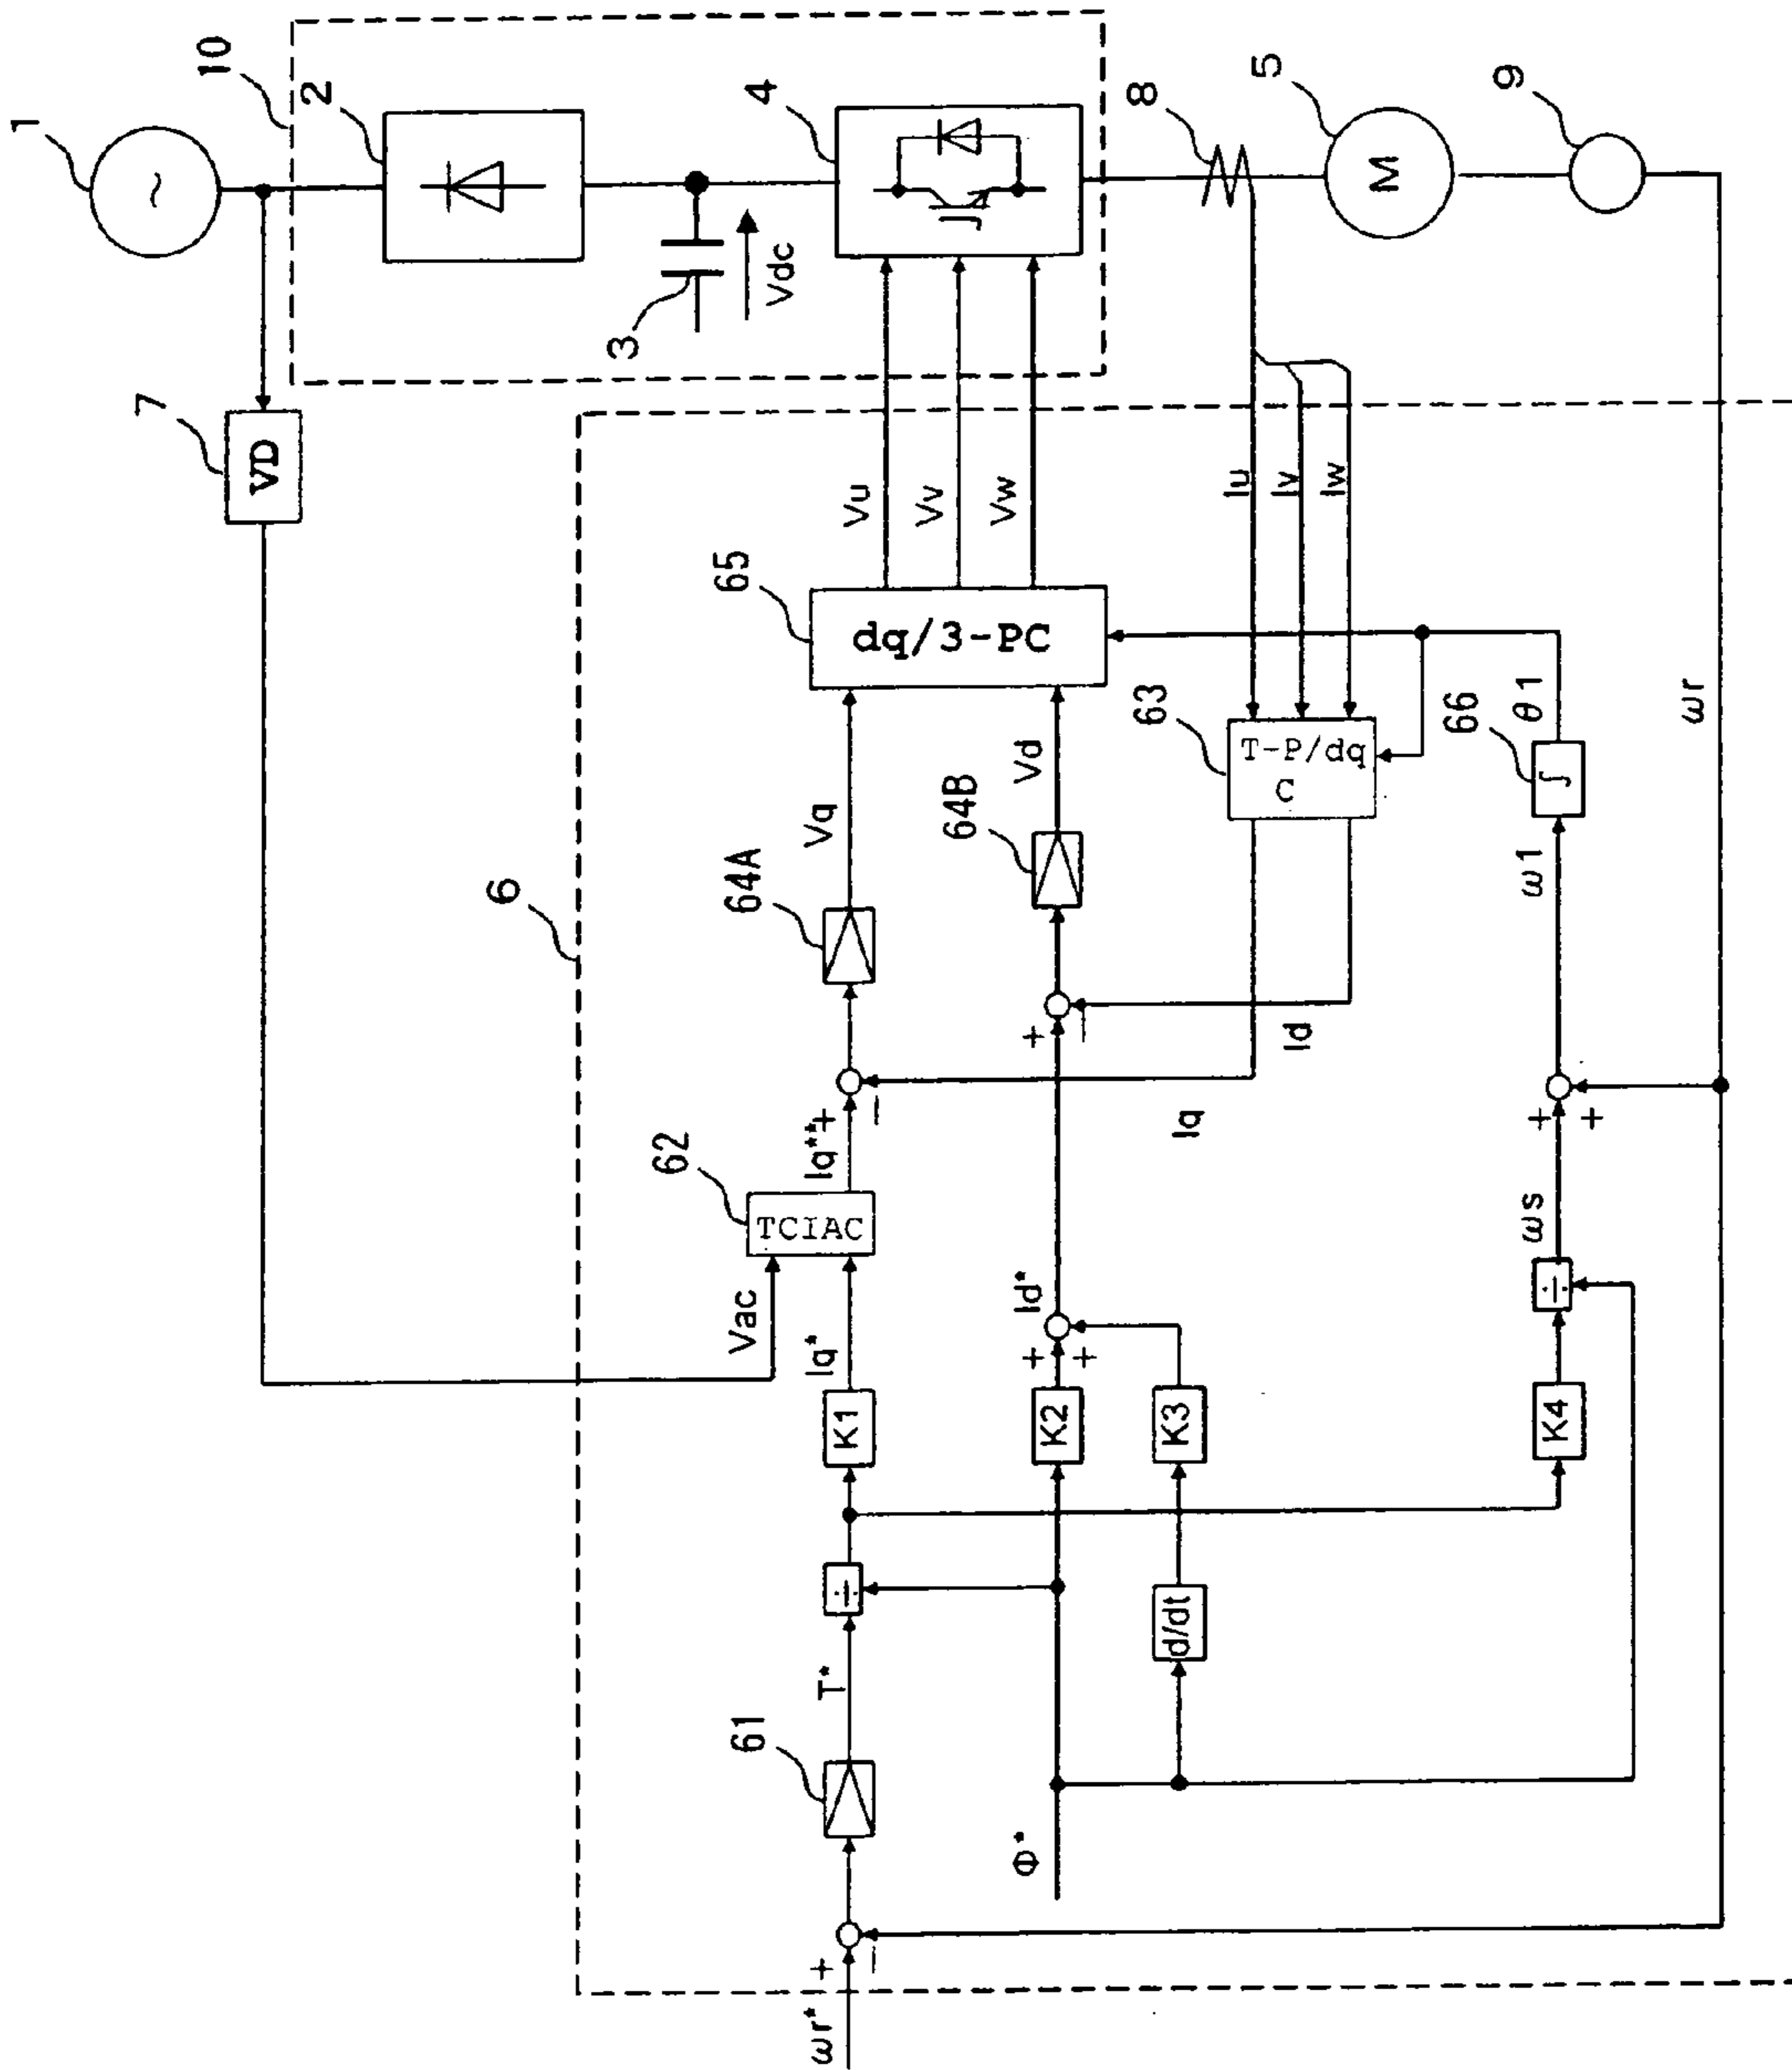 1
10
2
~
7
VD
3
Vdc
4
8
5
M
9
6
65
dq/3-PC
Vu
Vv
Vw
Iu
Iv
Iw
63
T-P/dq
C
64A
Vq
64B
Vd
62
TCIAC
Vac
Iq*
Iq**
+
−
K1
61
T*
÷
ωr*
+
−
Φ*
K2
+
+
Id*
+
−
Id
Iq
d/dt
K3
K4
÷
ωs
+
+
ω1
66
∫
θ1
ωr